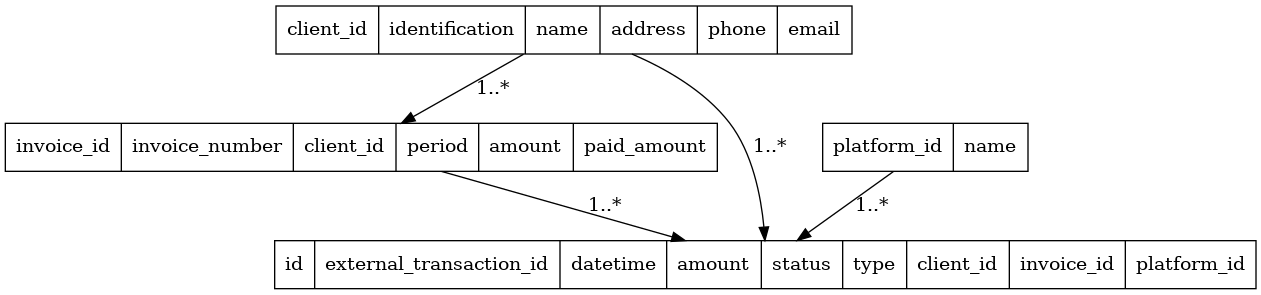 client_id identification name address phone email
1..*
invoice_id invoice_number client_id period amount paid_amount
1..*
platform_id name
1..*
1..*
id external_transaction_id datetime amount status type client_id invoice_id platform_id